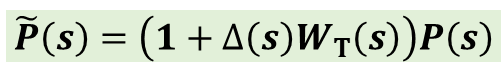 P̃(s) = (1 + Δ(s)W_T(s))P(s)